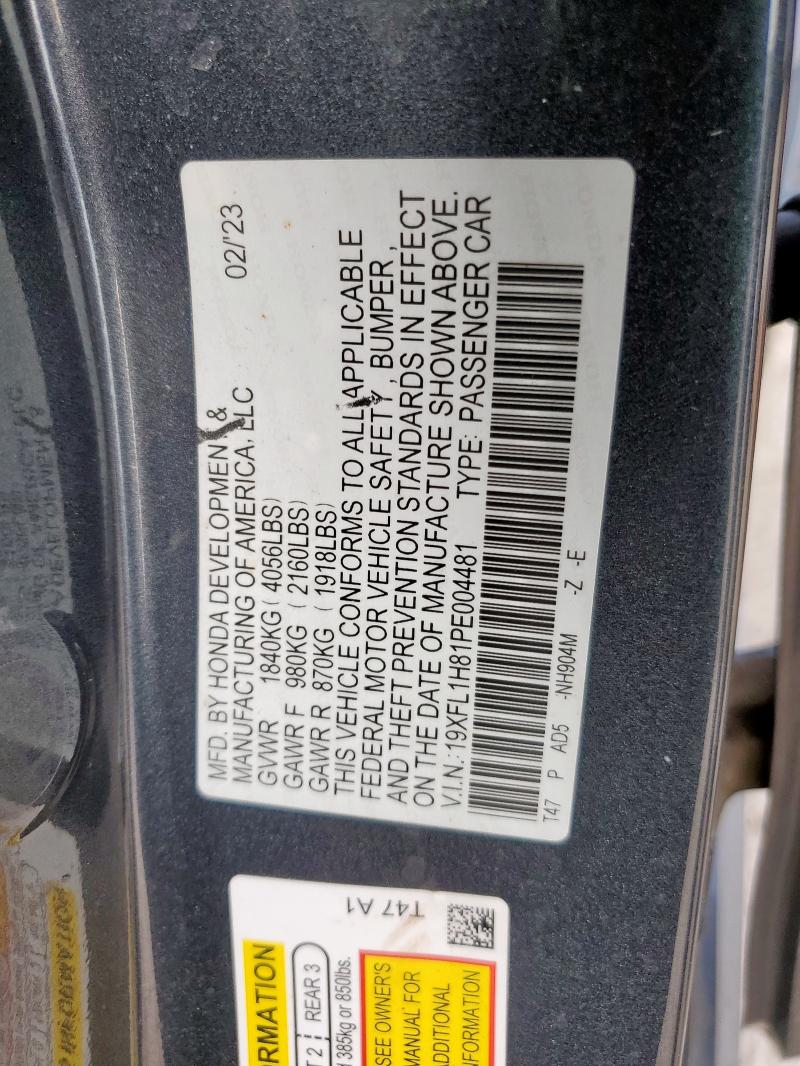 MFD. BY HONDA DEVELOPMENT &
MANUFACTURING OF AMERICA, LLC
02/'23
GVWR 1840KG ( 4056LBS)
GAWR F 980KG ( 2160LBS)
GAWR R 870KG ( 1918LBS)
THIS VEHICLE CONFORMS TO ALL APPLICABLE
FEDERAL MOTOR VEHICLE SAFETY, BUMPER,
AND THEFT PREVENTION STANDARDS IN EFFECT
ON THE DATE OF MANUFACTURE SHOWN ABOVE.
V.I.N.: 19XFL1H81PE004481 TYPE: PASSENGER CAR
T47 P AD5 -NH904M -Z -E
T47 A1
ORMATION
T 2 REAR 3
385kg or 850lbs.
SEE OWNER'S
MANUAL FOR
ADDITIONAL
INFORMATION